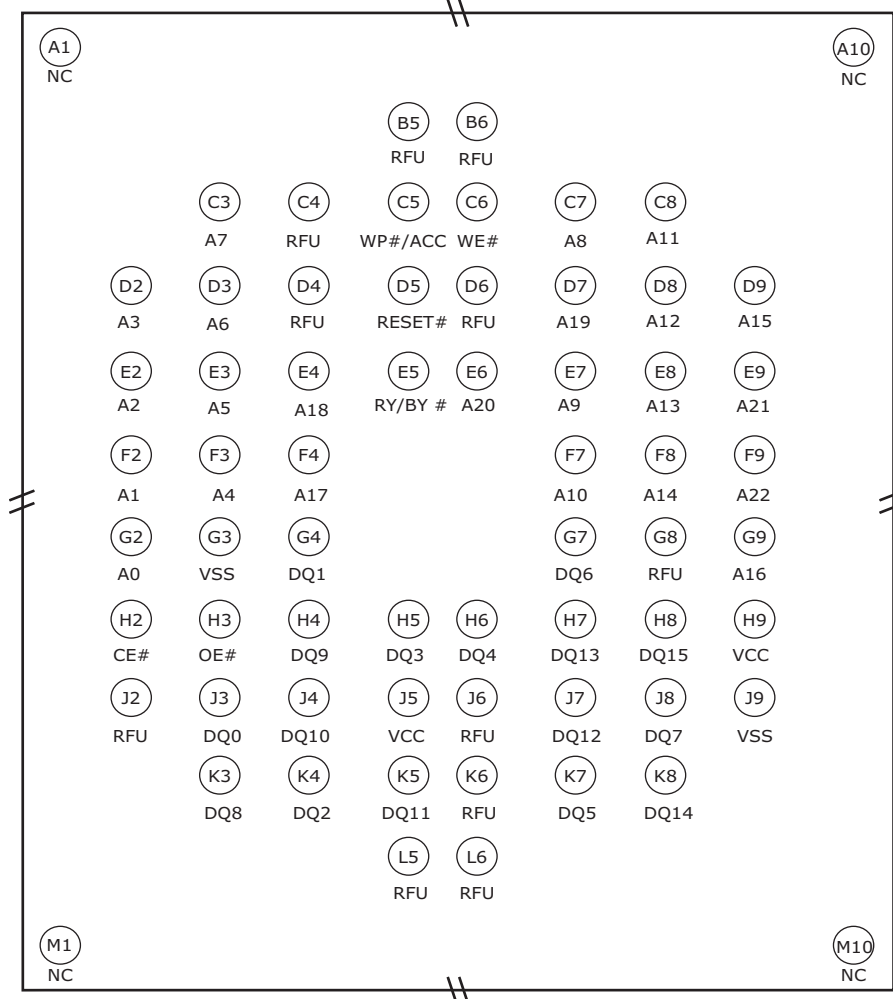 A1 A10
NC NC
B5 B6
RFU RFU
C3 C4 C5 C6 C7 C8
A7 RFU WP#/ACC WE# A8 A11
D2 D3 D4 D5 D6 D7 D8 D9
A3 A6 RFU RESET# RFU A19 A12 A15
E2 E3 E4 E5 E6 E7 E8 E9
A2 A5 A18 RY/BY # A20 A9 A13 A21
F2 F3 F4 F7 F8 F9
A1 A4 A17 A10 A14 A22
G2 G3 G4 G7 G8 G9
A0 VSS DQ1 DQ6 RFU A16
H2 H3 H4 H5 H6 H7 H8 H9
CE# OE# DQ9 DQ3 DQ4 DQ13 DQ15 VCC
J2 J3 J4 J5 J6 J7 J8 J9
RFU DQ0 DQ10 VCC RFU DQ12 DQ7 VSS
K3 K4 K5 K6 K7 K8
DQ8 DQ2 DQ11 RFU DQ5 DQ14
L5 L6
RFU RFU
M1 M10
NC NC